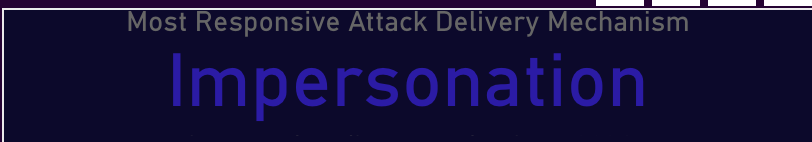 Most Responsive Attack Delivery Mechanism
Impersonation